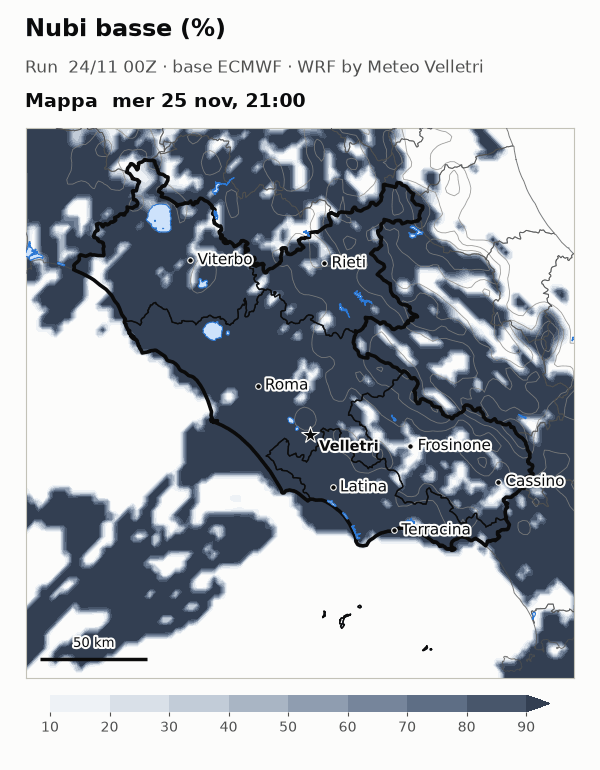 Nubi basse (%)
Run 24/11 00Z · base ECMWF · WRF by Meteo Velletri
Mappa mer 25 nov, 21:00
Viterbo
Rieti
Roma
Velletri
Frosinone
Cassino
Latina
Terracina
50 km
10 20 30 40 50 60 70 80 90